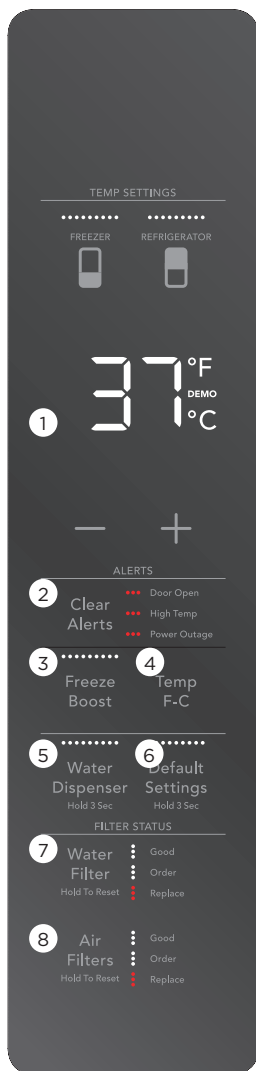 TEMP SETTINGS
FREEZER REFRIGERATOR
37 °F
DEMO
°C
1
— +
ALERTS
2
Clear
Alerts
Door Open
High Temp
Power Outage
3
Freeze
Boost
4
Temp
F-C
5
Water
Dispenser
Hold 3 Sec
6
Default
Settings
Hold 3 Sec
FILTER STATUS
7
Water
Filter
Hold To Reset
Good
Order
Replace
8
Air
Filters
Hold To Reset
Good
Order
Replace